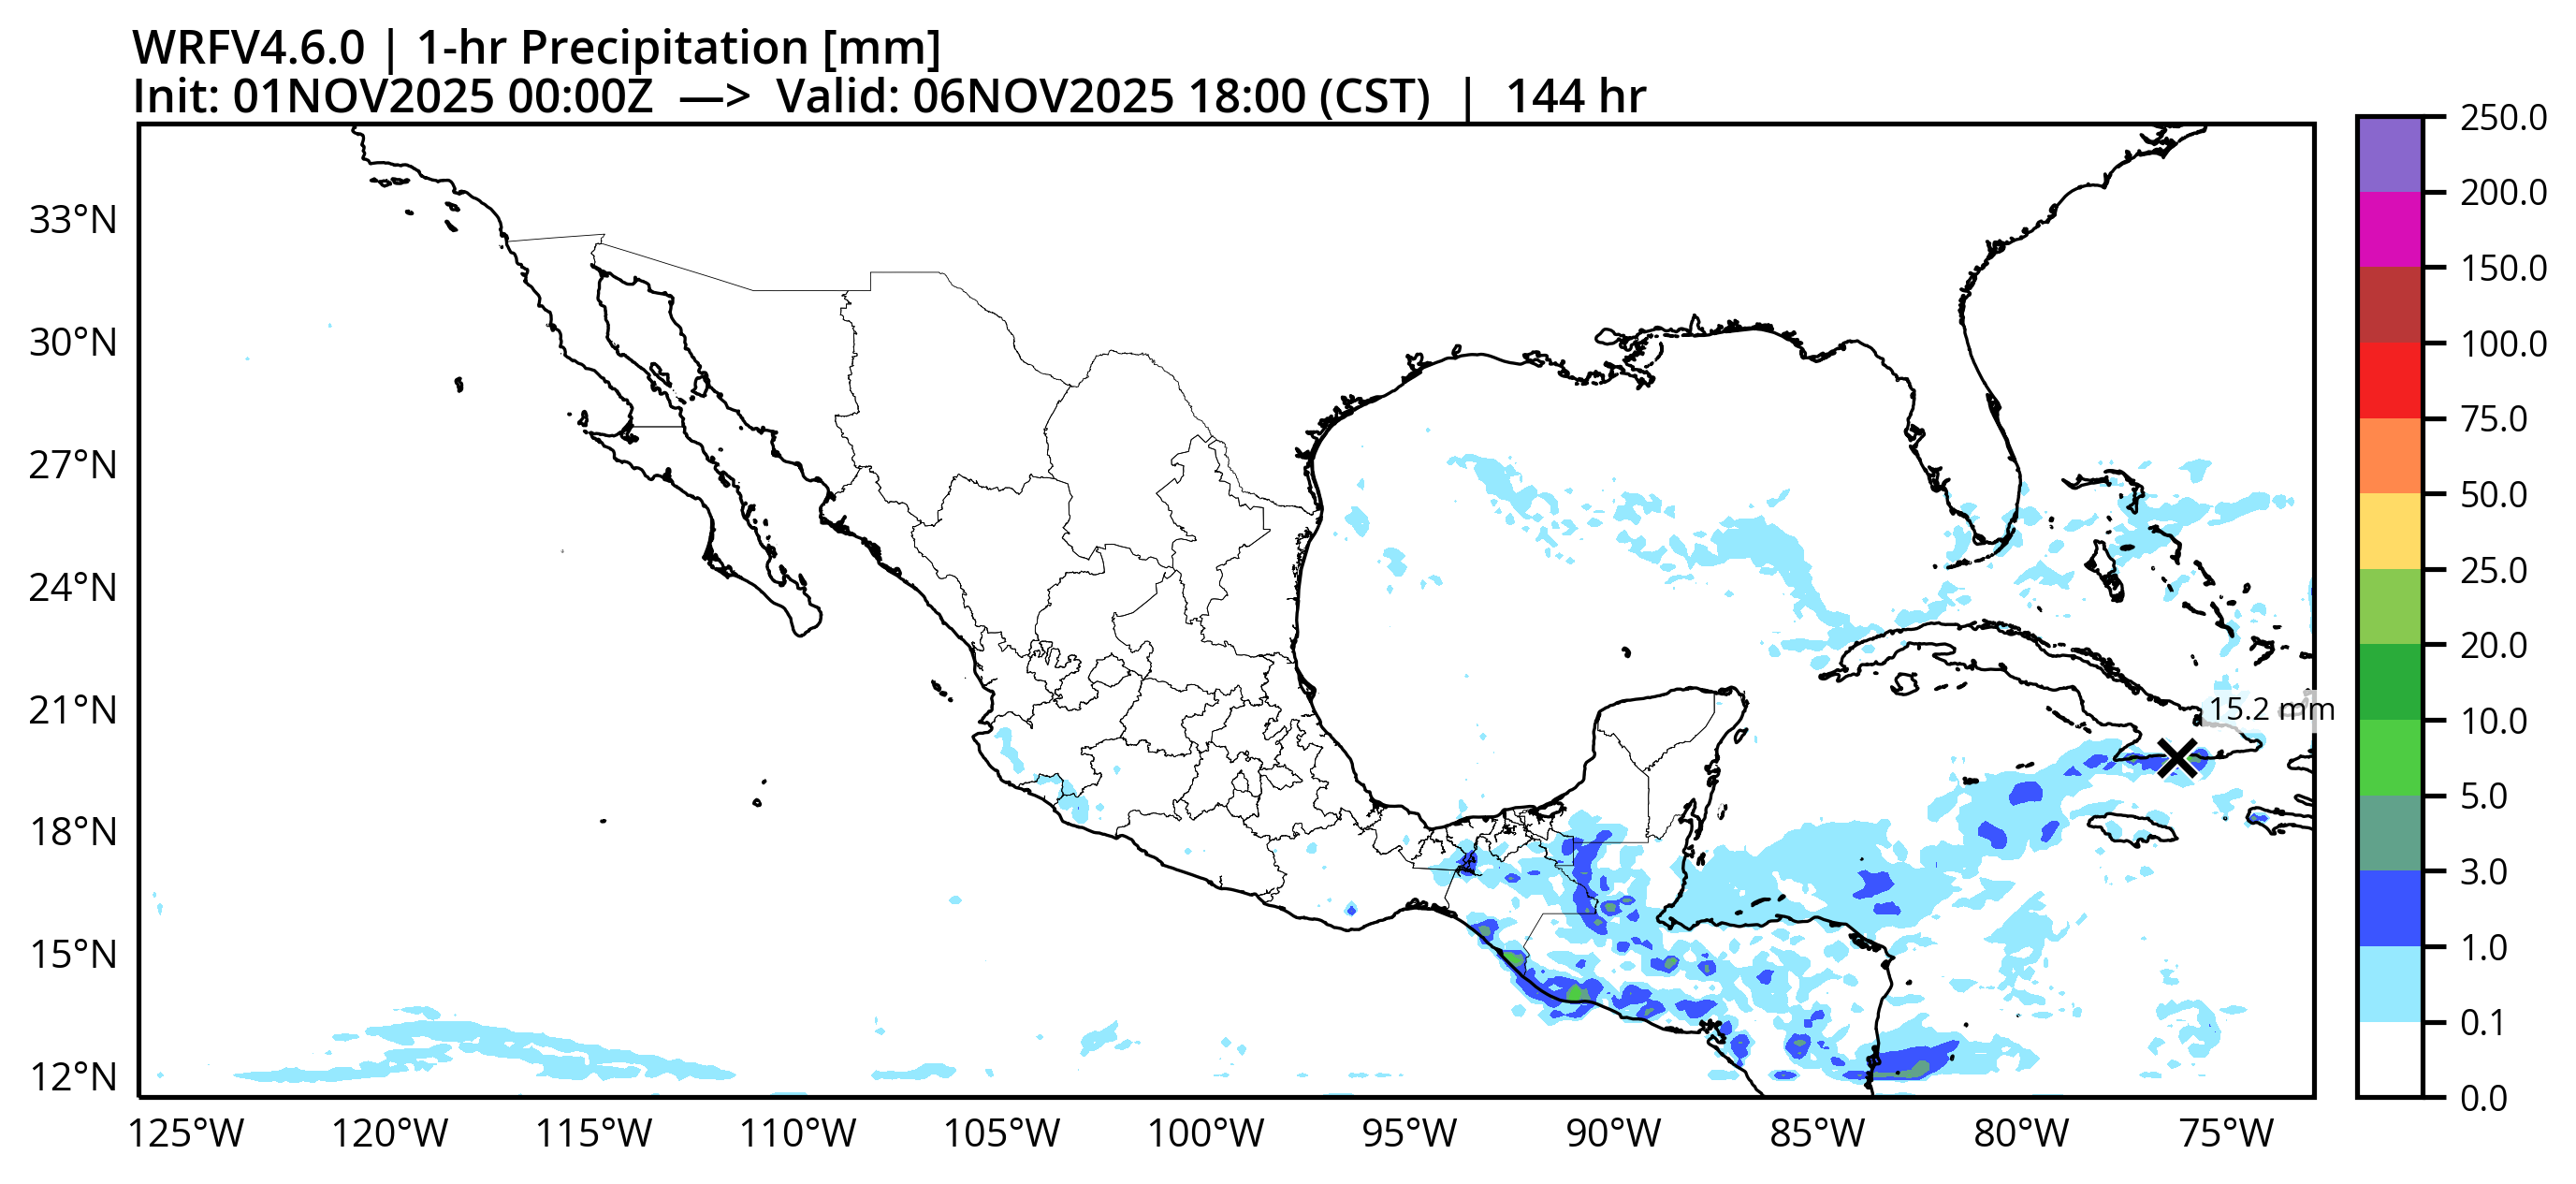 WRFV4.6.0 | 1-hr Precipitation [mm]
Init: 01NOV2025 00:00Z —> Valid: 06NOV2025 18:00 (CST) | 144 hr
33°N
30°N
27°N
24°N
21°N
18°N
15°N
12°N
125°W 120°W 115°W 110°W 105°W 100°W 95°W 90°W 85°W 80°W 75°W
15.2 mm
250.0
200.0
150.0
100.0
75.0
50.0
25.0
20.0
10.0
5.0
3.0
1.0
0.1
0.0